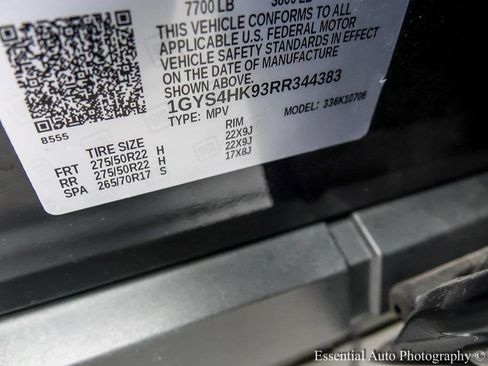 7700 LB
THIS VEHICLE CONFORMS TO ALL
APPLICABLE U.S. FEDERAL MOTOR
VEHICLE SAFETY STANDARDS IN EFFECT
ON THE DATE OF MANUFACTURE
SHOWN ABOVE.
1GYS4HK93RR344383
TYPE: MPV
MODEL: 336K10706
8555
TIRE SIZE RIM
FRT 275/50R22 H 22X9J
RR 275/50R22 H 22X9J
SPA 265/70R17 S 17X8J
Essential Auto Photography ©